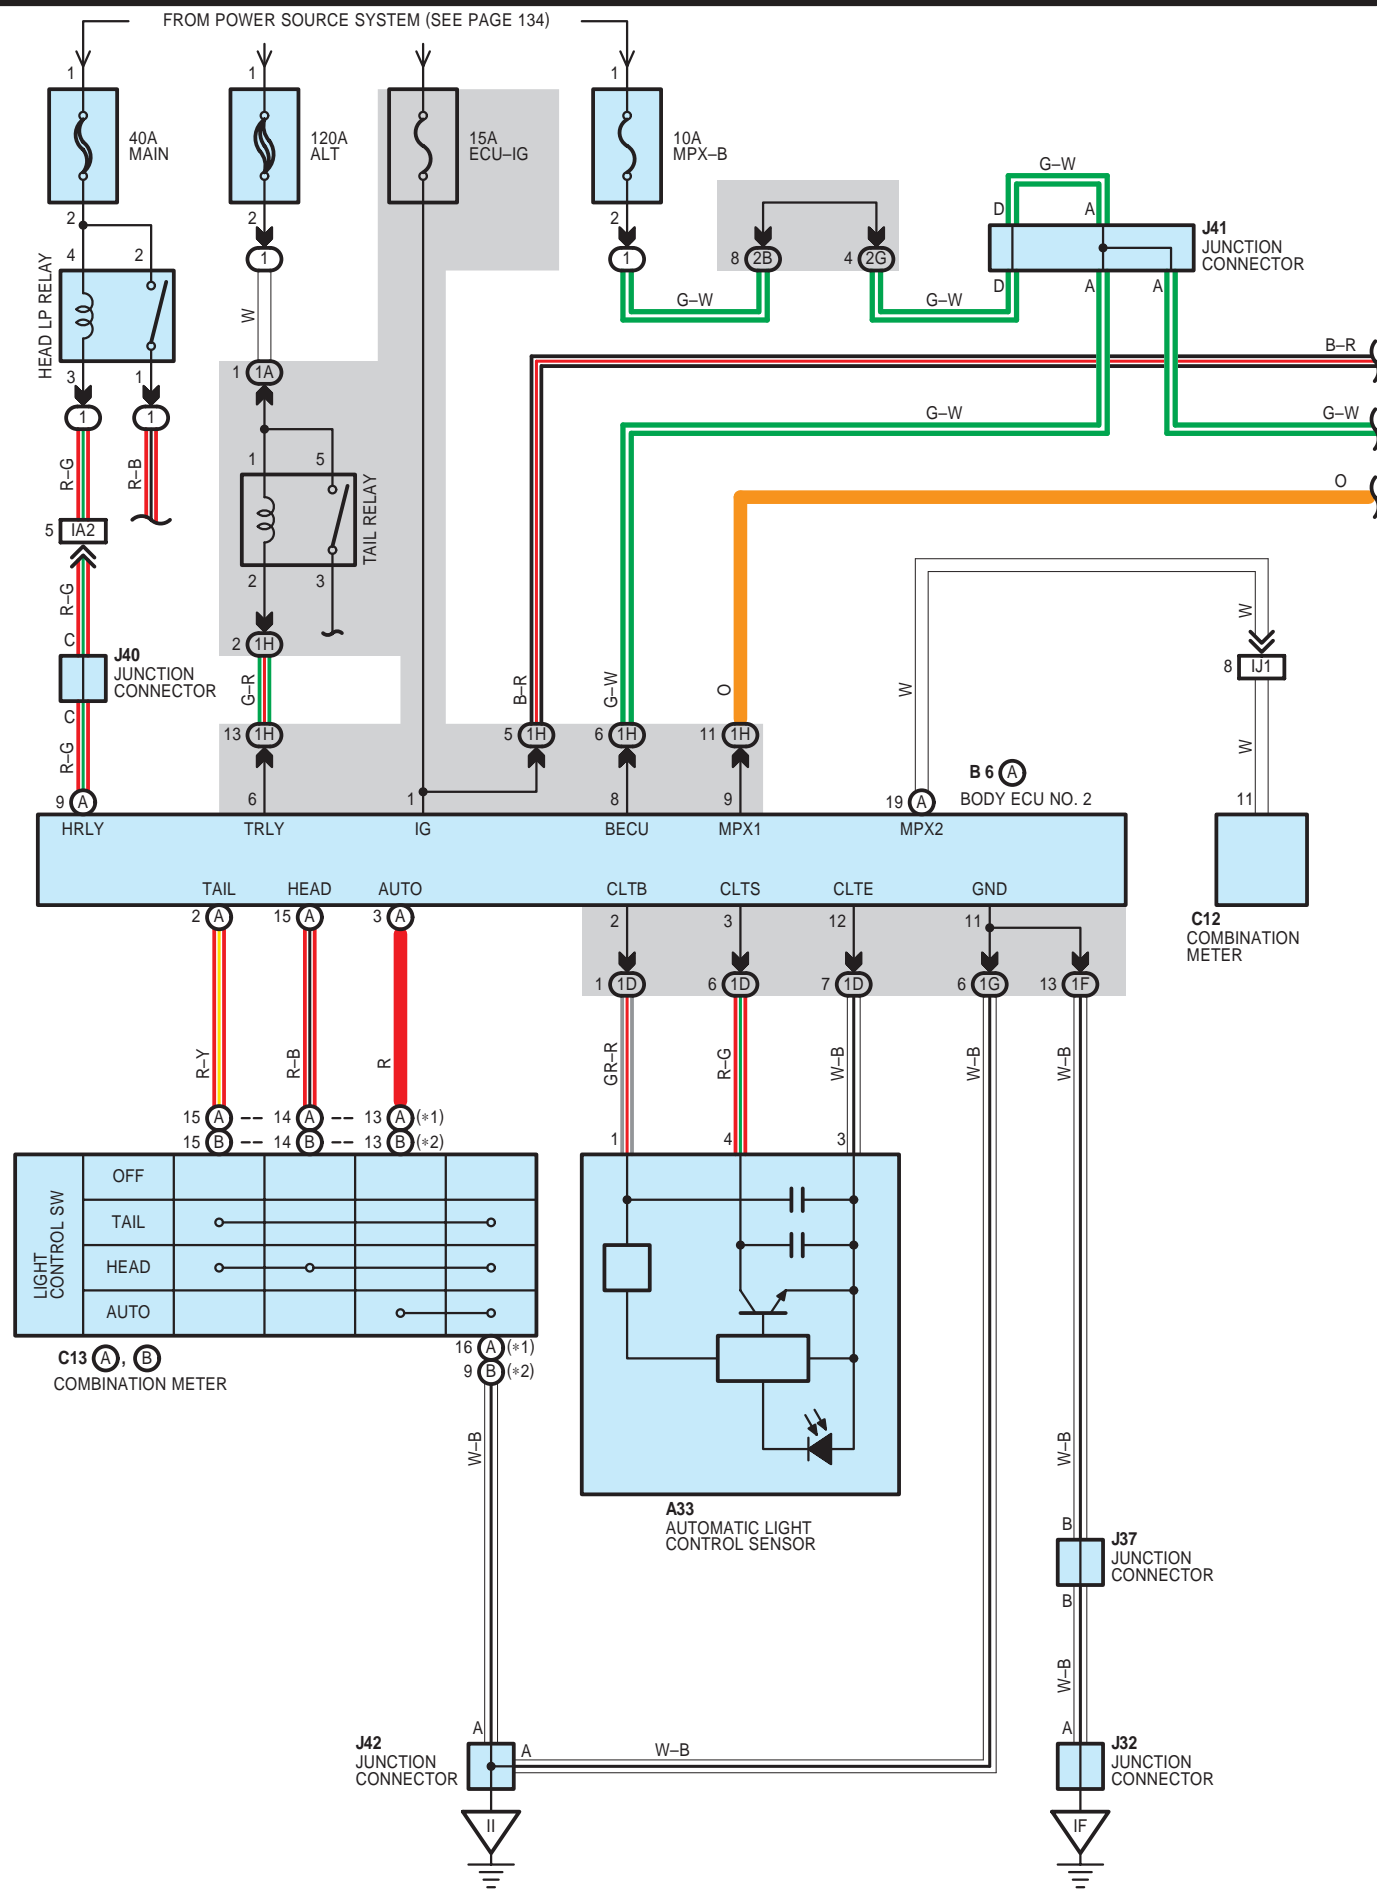 FROM POWER SOURCE SYSTEM (SEE PAGE 134)
1
1
1
40A
MAIN
120A
ALT
15A
ECU–IG
10A
MPX–B
2
2
2
G–W
D
A
J41
JUNCTION
CONNECTOR
4
2
1
1
8
2B
4
2G
HEAD LP RELAY
W
G–W
G–W
D
A
A
3
1
1
1A
B–R
1
1
G–W
G–W
R–G
R–B
1
5
TAIL RELAY
O
5
IA2
2
3
R–G
W
C
2
1H
8
IJ1
J40
JUNCTION
CONNECTOR
G–R
B–R
G–W
O
W
C
13
1H
5
1H
6
1H
11
1H
R–G
W
B 6 A
BODY ECU NO. 2
9
A
6
1
8
9
19
A
11
HRLY
TRLY
IG
BECU
MPX1
MPX2
TAIL
HEAD
AUTO
CLTB
CLTS
CLTE
GND
2
A
15
A
3
A
2
3
12
11
C12
COMBINATION
METER
1
1D
6
1D
7
1D
6
1G
13
1F
R–Y
R–B
R
GR–R
R–G
W–B
W–B
W–B
15 A –– 14 A –– 13 A (*1)
15 B –– 14 B –– 13 B (*2)
1
4
3
LIGHT
CONTROL SW
OFF
TAIL
HEAD
AUTO
16 A (*1)
9 B (*2)
C13 A , B
COMBINATION METER
W–B
W–B
A33
AUTOMATIC LIGHT
CONTROL SENSOR
B
J37
JUNCTION
CONNECTOR
B
W–B
A
A
W–B
A
J42
JUNCTION
CONNECTOR
J32
JUNCTION
CONNECTOR
II
IF